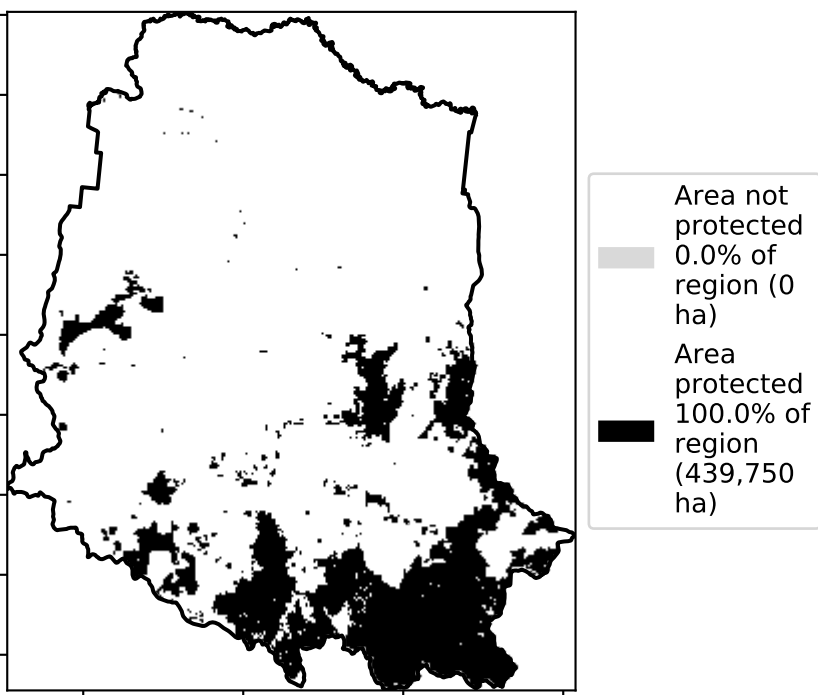 Area not
protected
0.0% of
region (0
ha)
Area
protected
100.0% of
region
(439,750
ha)